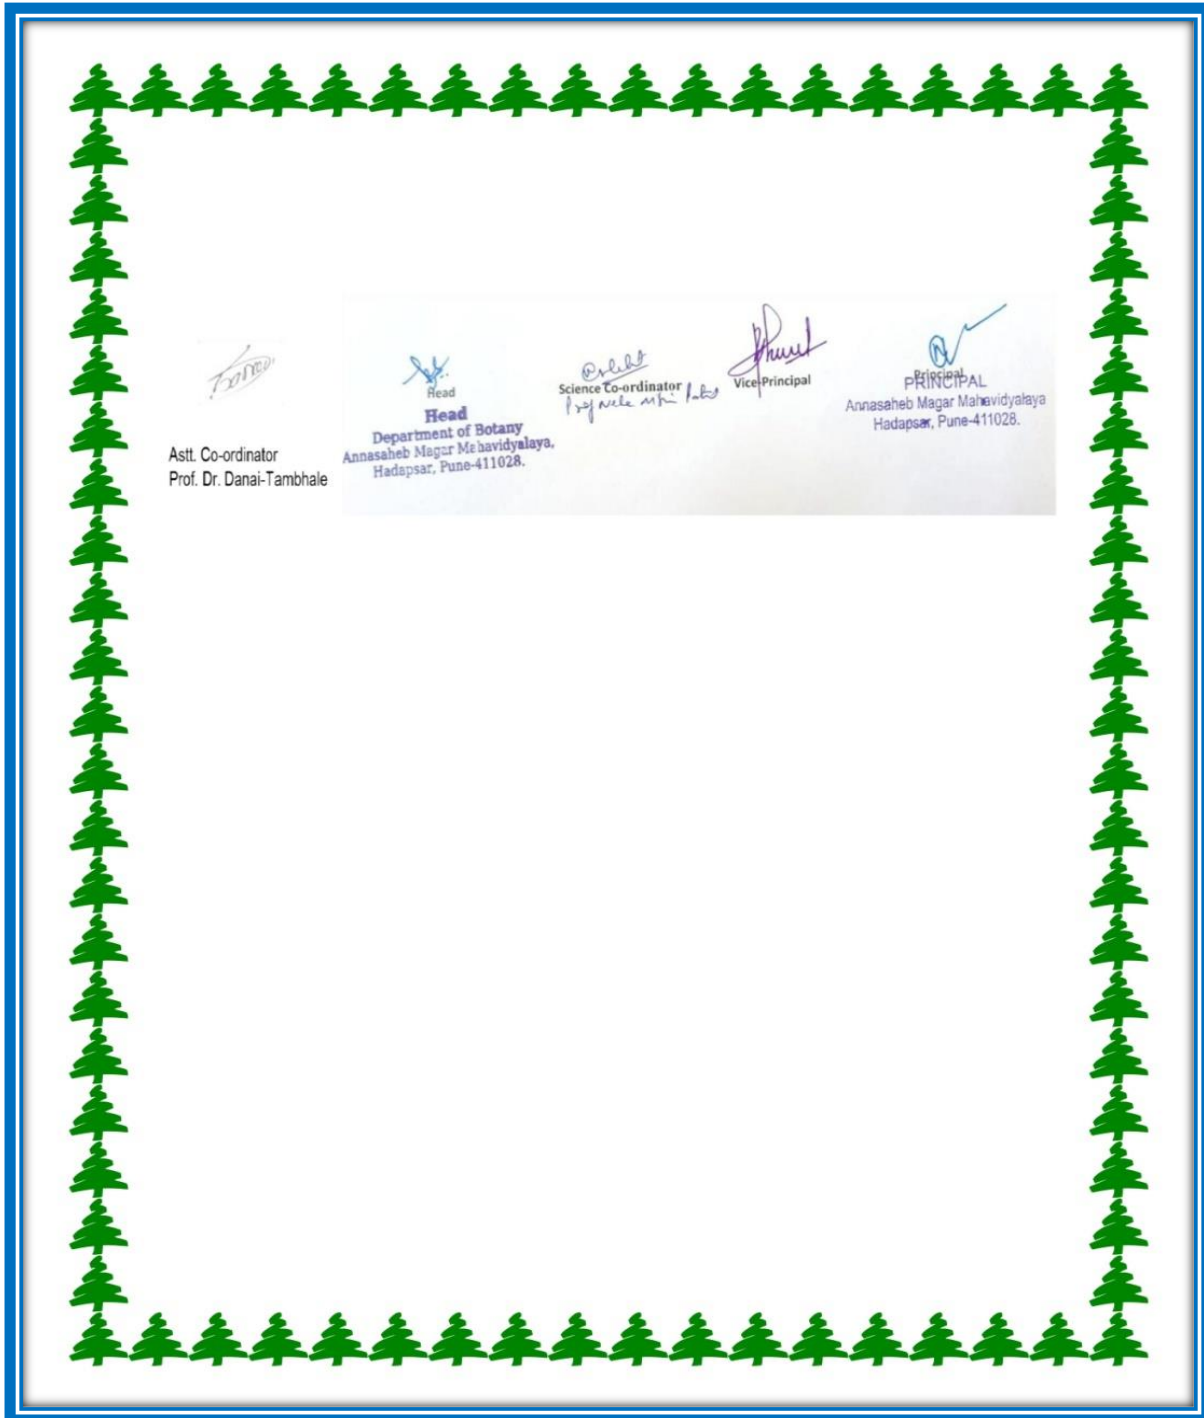 Astt. Co-ordinator
Prof. Dr. Danai-Tambhale
Head
Head
Department of Botany
Annasaheb Magar Mahavidyalaya,
Hadapsar, Pune-411028.
Science Co-ordinator
Vice-Principal
Principal
PRINCIPAL
Annasaheb Magar Mahavidyalaya
Hadapsar, Pune-411028.